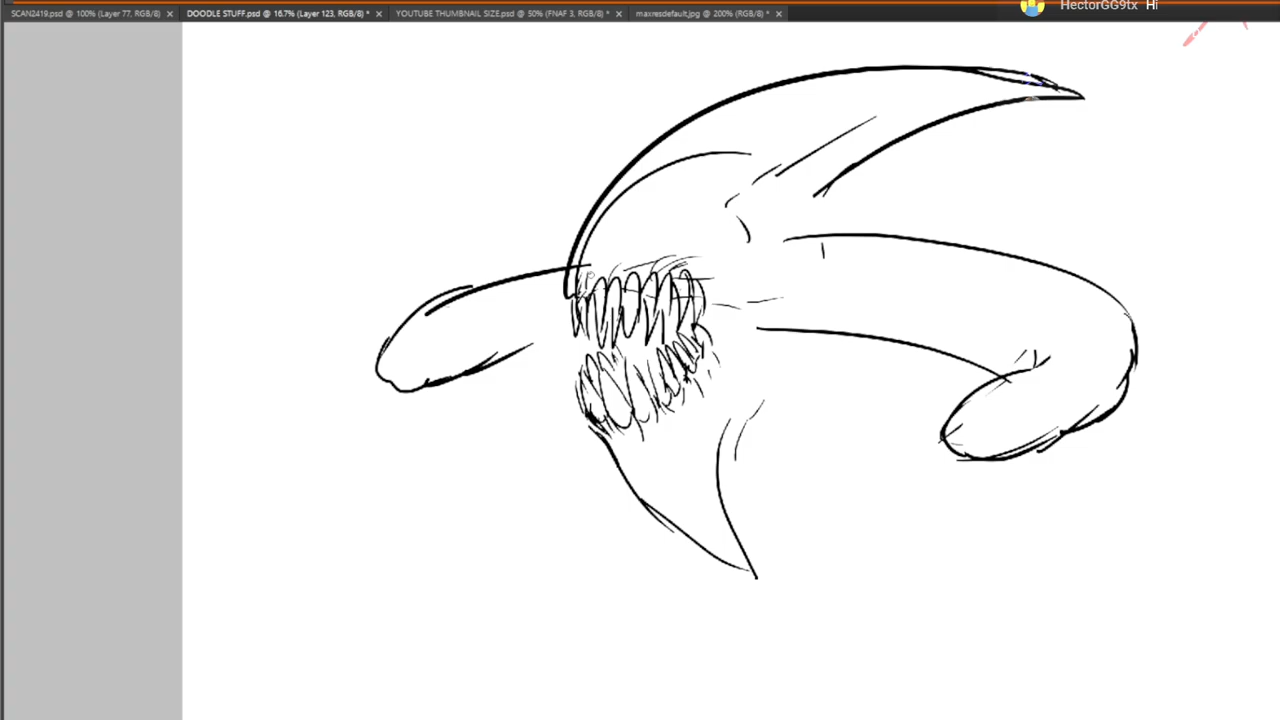 HectorGG9tx Hi
SCAN2419.psd @ 100% (Layer 77, RGB/8) × DOODLE STUFF.psd @ 16.7% (Layer 123, RGB/8) * × YOUTUBE THUMBNAIL SIZE.psd @ 50% (FNAF 3, RGB/8) * × maxresdefault.jpg @ 200% (RGB/8) * ×